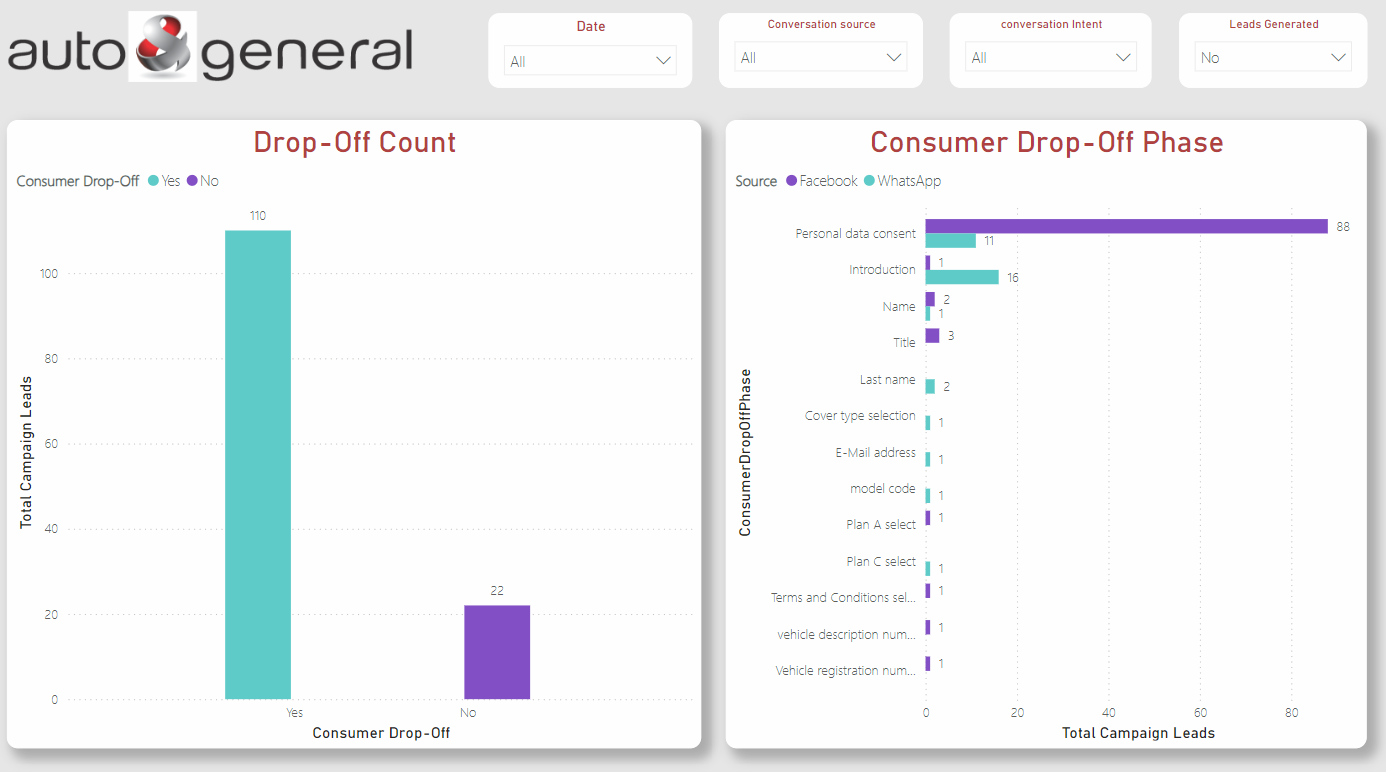 auto general
Date
All
Conversation source
All
conversation Intent
All
Leads Generated
No
Drop-Off Count
Consumer Drop-Off Yes No
Total Campaign Leads
100
80
60
40
20
0
110
22
Yes No
Consumer Drop-Off
Consumer Drop-Off Phase
Source Facebook WhatsApp
ConsumerDropOffPhase
Personal data consent 88
11
Introduction 1
16
Name 2
1
Title 3
Last name 2
Cover type selection 1
E-Mail address 1
model code 1
Plan A select 1
Plan C select 1
Terms and Conditions sel... 1
vehicle description num... 1
Vehicle registration num... 1
0 20 40 60 80
Total Campaign Leads